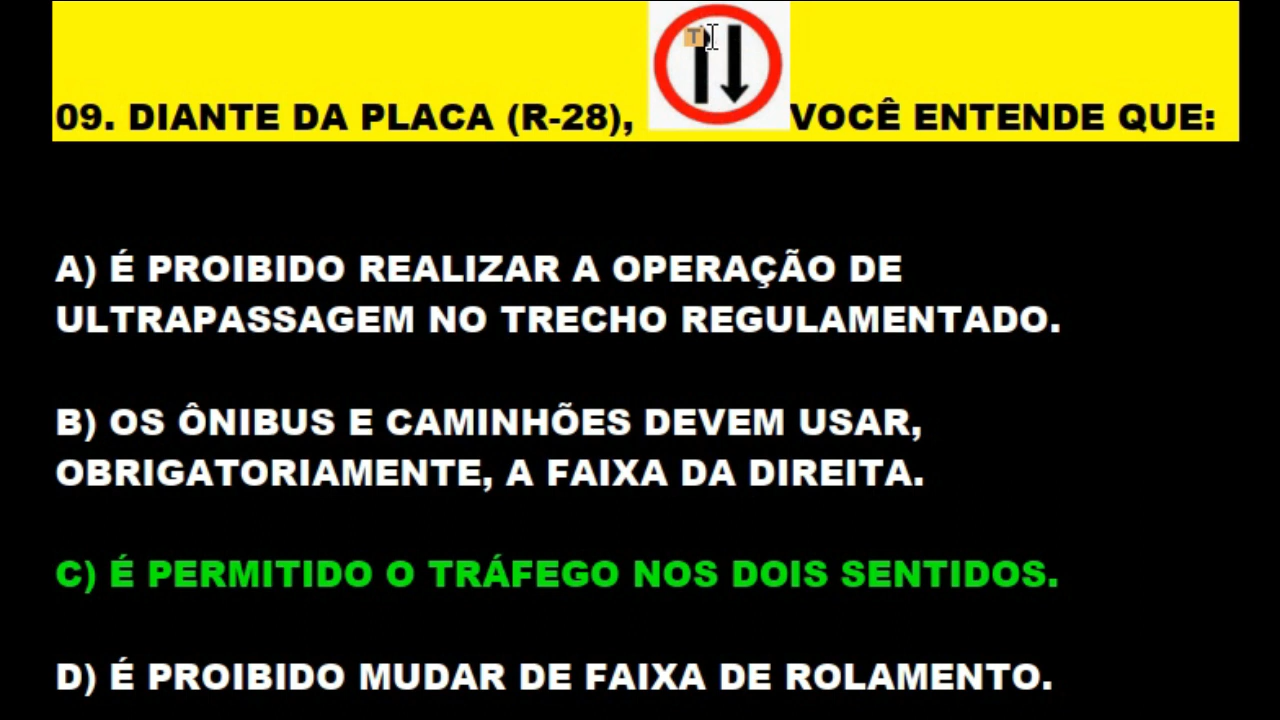 09. DIANTE DA PLACA (R-28), VOCÊ ENTENDE QUE:
T
A) É PROIBIDO REALIZAR A OPERAÇÃO DE
ULTRAPASSAGEM NO TRECHO REGULAMENTADO.
B) OS ÔNIBUS E CAMINHÕES DEVEM USAR,
OBRIGATORIAMENTE, A FAIXA DA DIREITA.
C) É PERMITIDO O TRÁFEGO NOS DOIS SENTIDOS.
D) É PROIBIDO MUDAR DE FAIXA DE ROLAMENTO.